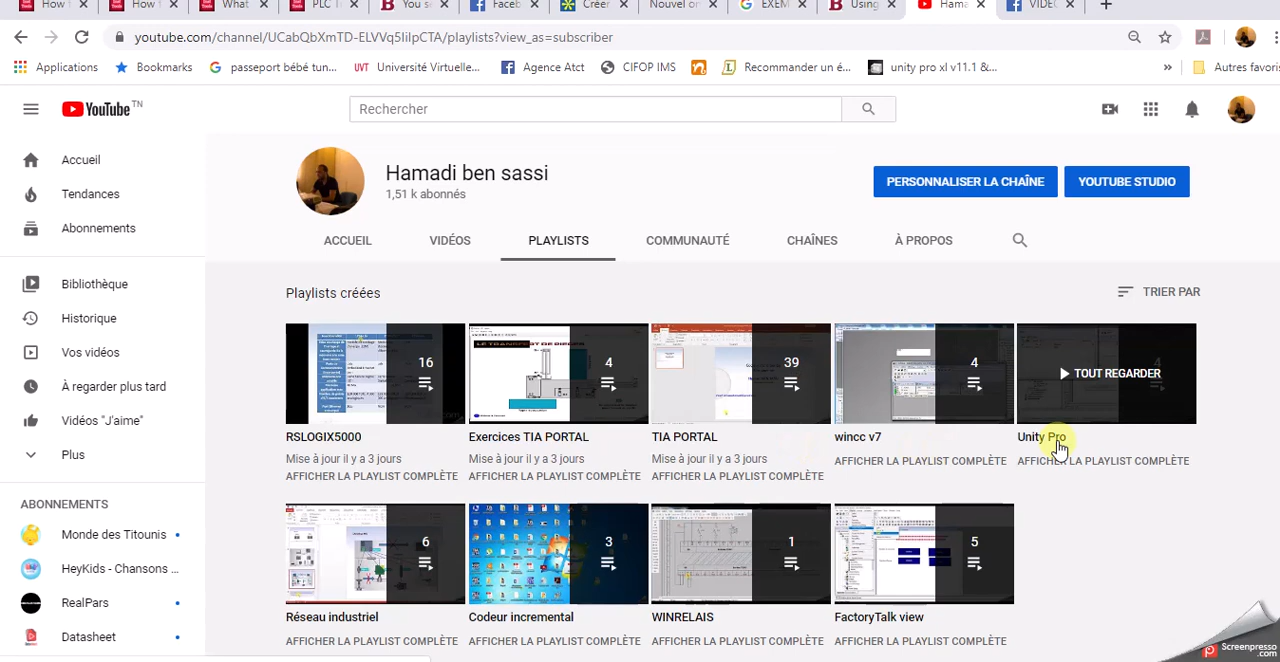 How t
How
What
PLC T
You s
Faceb
Créer
Nouvel o
EXEM
Using
Hama
VIDÉO
youtube.com/channel/UCabQbXmTD-ELVVq5IiIpCTA/playlists?view_as=subscriber
Applications
Bookmarks
passeport bébé tun...
UVT
Université Virtuelle...
Agence Atct
CIFOP IMS
Recommander un é...
unity pro xl v11.1 &...
»
Autres favoris
YouTube TN
Rechercher
Accueil
Tendances
Abonnements
Bibliothèque
Historique
Vos vidéos
À regarder plus tard
Vidéos "J'aime"
Plus
ABONNEMENTS
Monde des Titounis
HeyKids - Chansons ...
RealPars
Datasheet
Hamadi ben sassi
1,51 k abonnés
PERSONNALISER LA CHAÎNE
YOUTUBE STUDIO
ACCUEIL
VIDÉOS
PLAYLISTS
COMMUNAUTÉ
CHAÎNES
À PROPOS
Playlists créées
TRIER PAR
16
RSLOGIX5000
Mise à jour il y a 3 jours
AFFICHER LA PLAYLIST COMPLÈTE
4
Exercices TIA PORTAL
Mise à jour il y a 3 jours
AFFICHER LA PLAYLIST COMPLÈTE
39
TIA PORTAL
Mise à jour il y a 3 jours
AFFICHER LA PLAYLIST COMPLÈTE
4
wincc v7
AFFICHER LA PLAYLIST COMPLÈTE
4
TOUT REGARDER
Unity Pro
AFFICHER LA PLAYLIST COMPLÈTE
6
Réseau industriel
AFFICHER LA PLAYLIST COMPLÈTE
3
Codeur incremental
AFFICHER LA PLAYLIST COMPLÈTE
1
WINRELAIS
AFFICHER LA PLAYLIST COMPLÈTE
5
FactoryTalk view
AFFICHER LA PLAYLIST COMPLÈTE
Screenpresso
.com